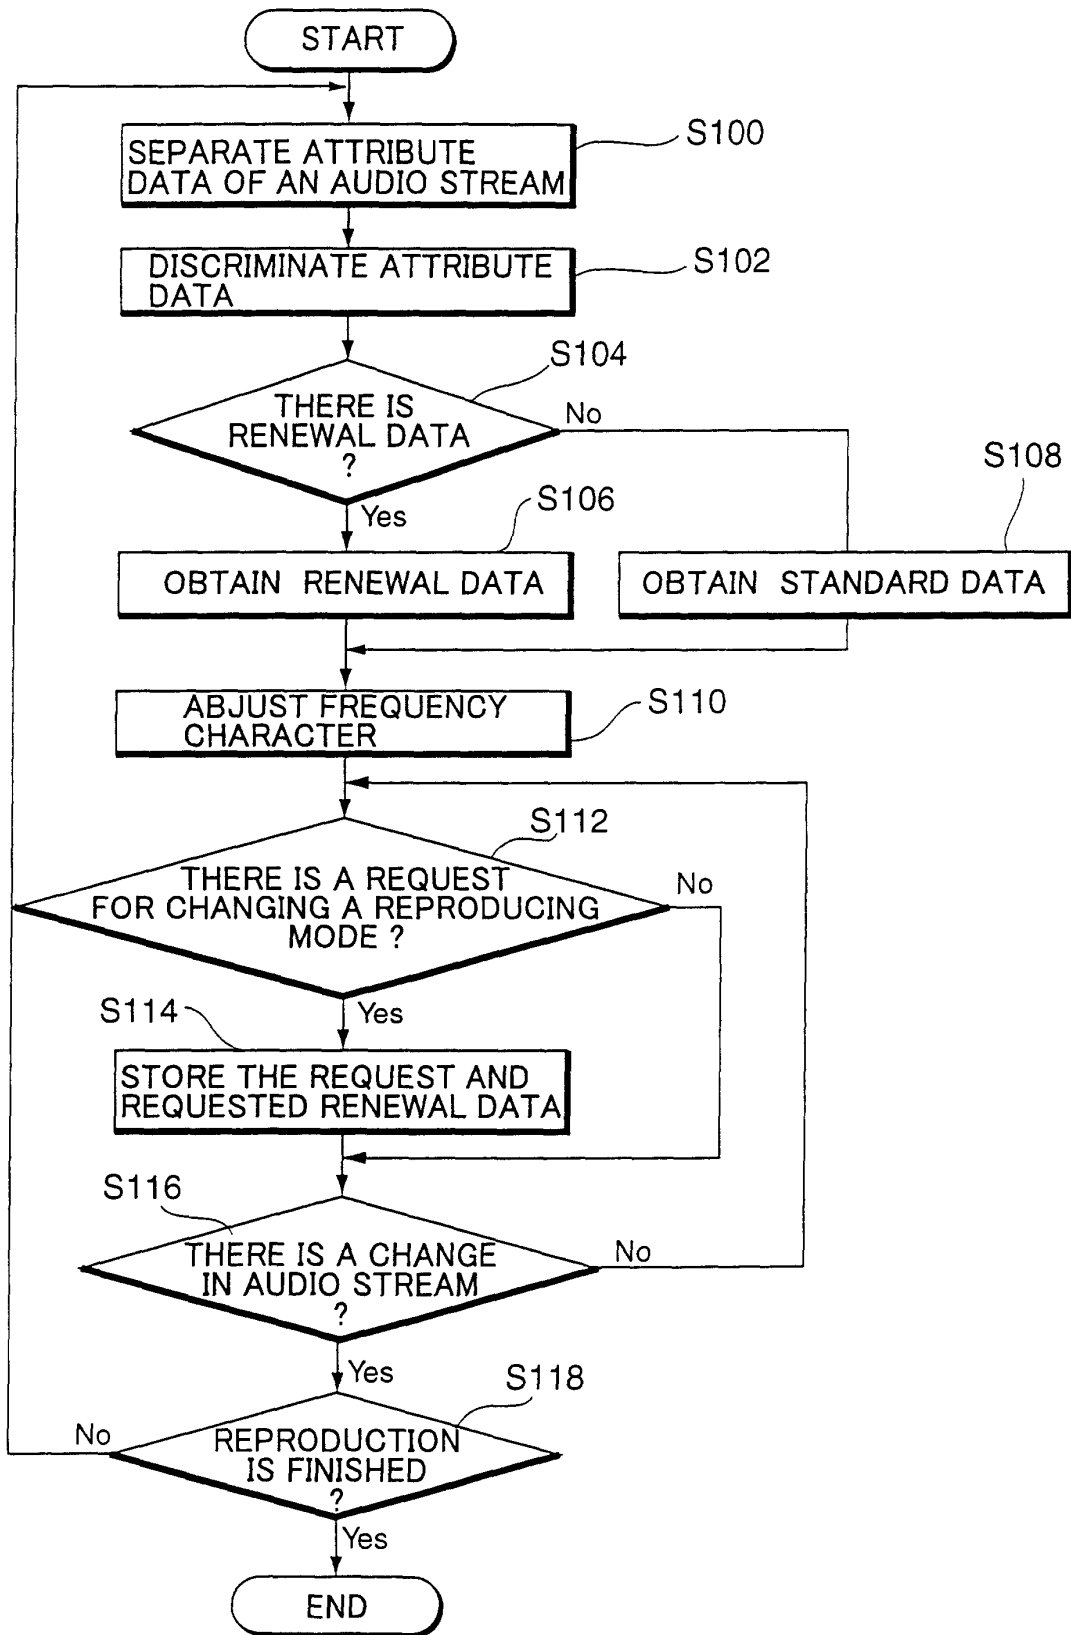 START
S100
SEPARATE ATTRIBUTE
DATA OF AN AUDIO STREAM
S102
DISCRIMINATE ATTRIBUTE
DATA
S104
THERE IS
RENEWAL DATA
?
No
Yes
S106
S108
OBTAIN RENEWAL DATA
OBTAIN STANDARD DATA
S110
ABJUST FREQUENCY
CHARACTER
S112
THERE IS A REQUEST
FOR CHANGING A REPRODUCING
MODE ?
No
Yes
S114
STORE THE REQUEST AND
REQUESTED RENEWAL DATA
S116
THERE IS A CHANGE
IN AUDIO STREAM
?
No
Yes
S118
REPRODUCTION
IS FINISHED
?
No
Yes
END